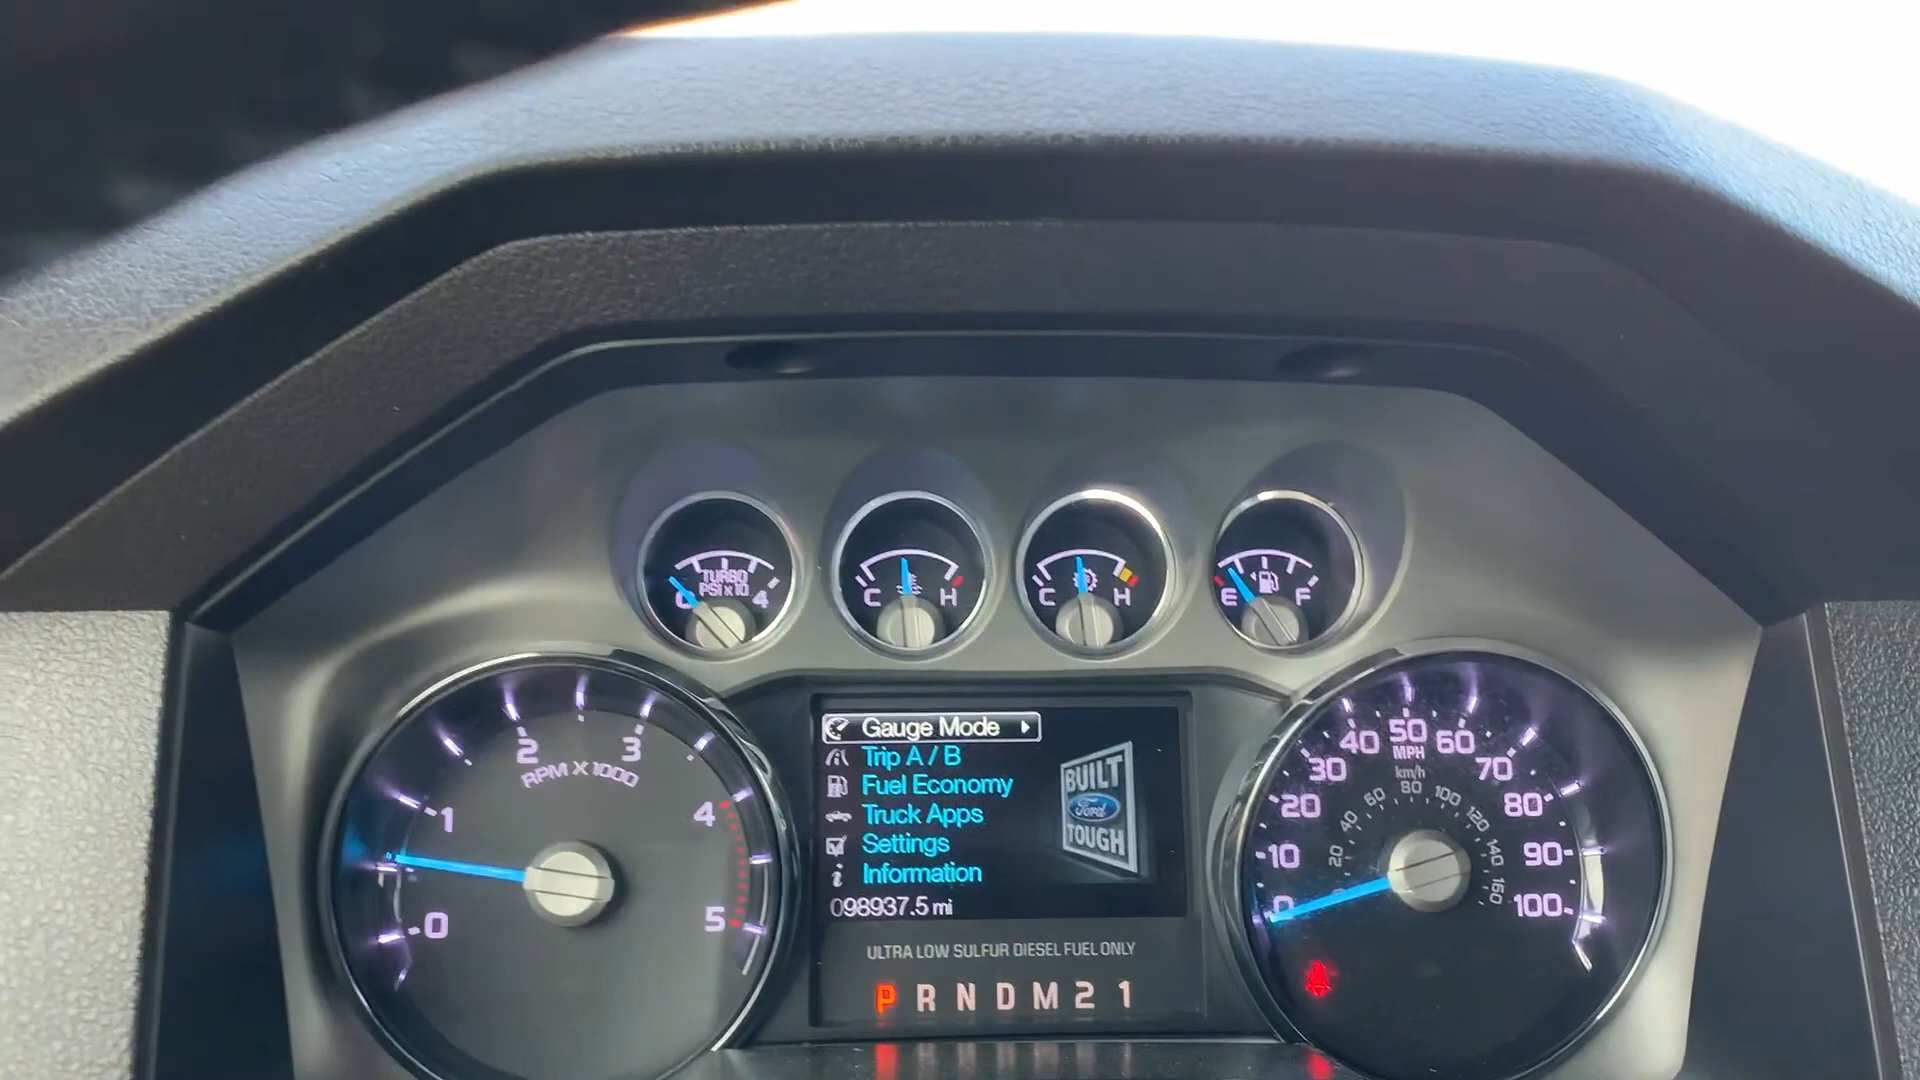 TURBO
PSI x 10
0 4
C H
C H
E F
0 1 2 3 4 5
RPM X 1000
Gauge Mode
Trip A / B
Fuel Economy
Truck Apps
Settings
Information
098937.5 mi
BUILT
Ford
TOUGH
ULTRA LOW SULFUR DIESEL FUEL ONLY
P R N D M 2 1
0 10 20 30 40 50 60 70 80 90 100
MPH
km/h
20 40 60 80 100 120 140 160